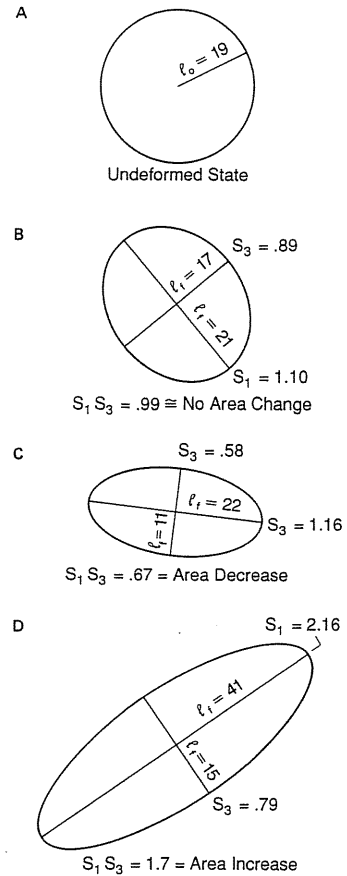 A
ℓₒ = 19
Undeformed State
B
S₃ = .89
ℓf = 17
ℓf = 21
S₁ = 1.10
S₁ S₃ = .99 ≅ No Area Change
C
S₃ = .58
ℓf = 22
ℓf = 11
S₃ = 1.16
S₁ S₃ = .67 = Area Decrease
D
S₁ = 2.16
ℓf = 41
ℓf = 15
S₃ = .79
S₁ S₃ = 1.7 = Area Increase